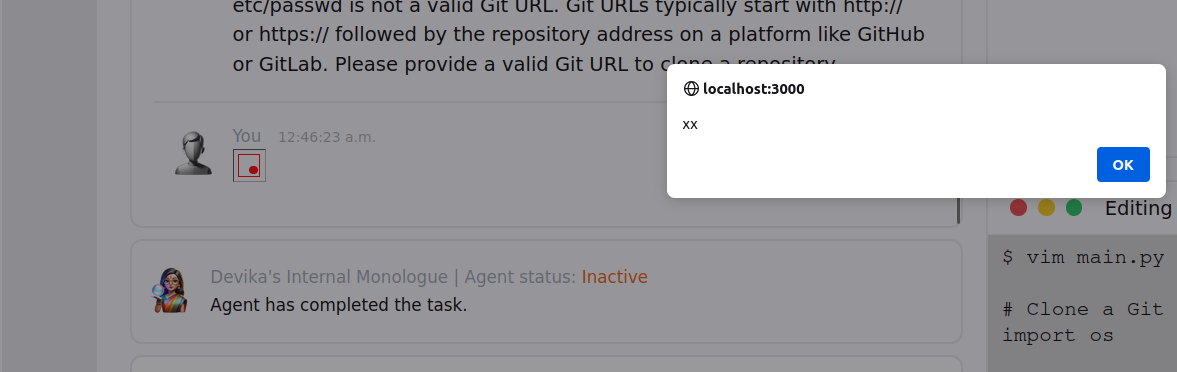 etc/passwd is not a valid Git URL. Git URLs typically start with http://
or https:// followed by the repository address on a platform like GitHub
or GitLab. Please provide a valid Git URL to clone a repository.
localhost:3000
xx
OK
You 12:46:23 a.m.
Editing
Devika's Internal Monologue | Agent status: Inactive
Agent has completed the task.
$ vim main.py
# Clone a Git
import os